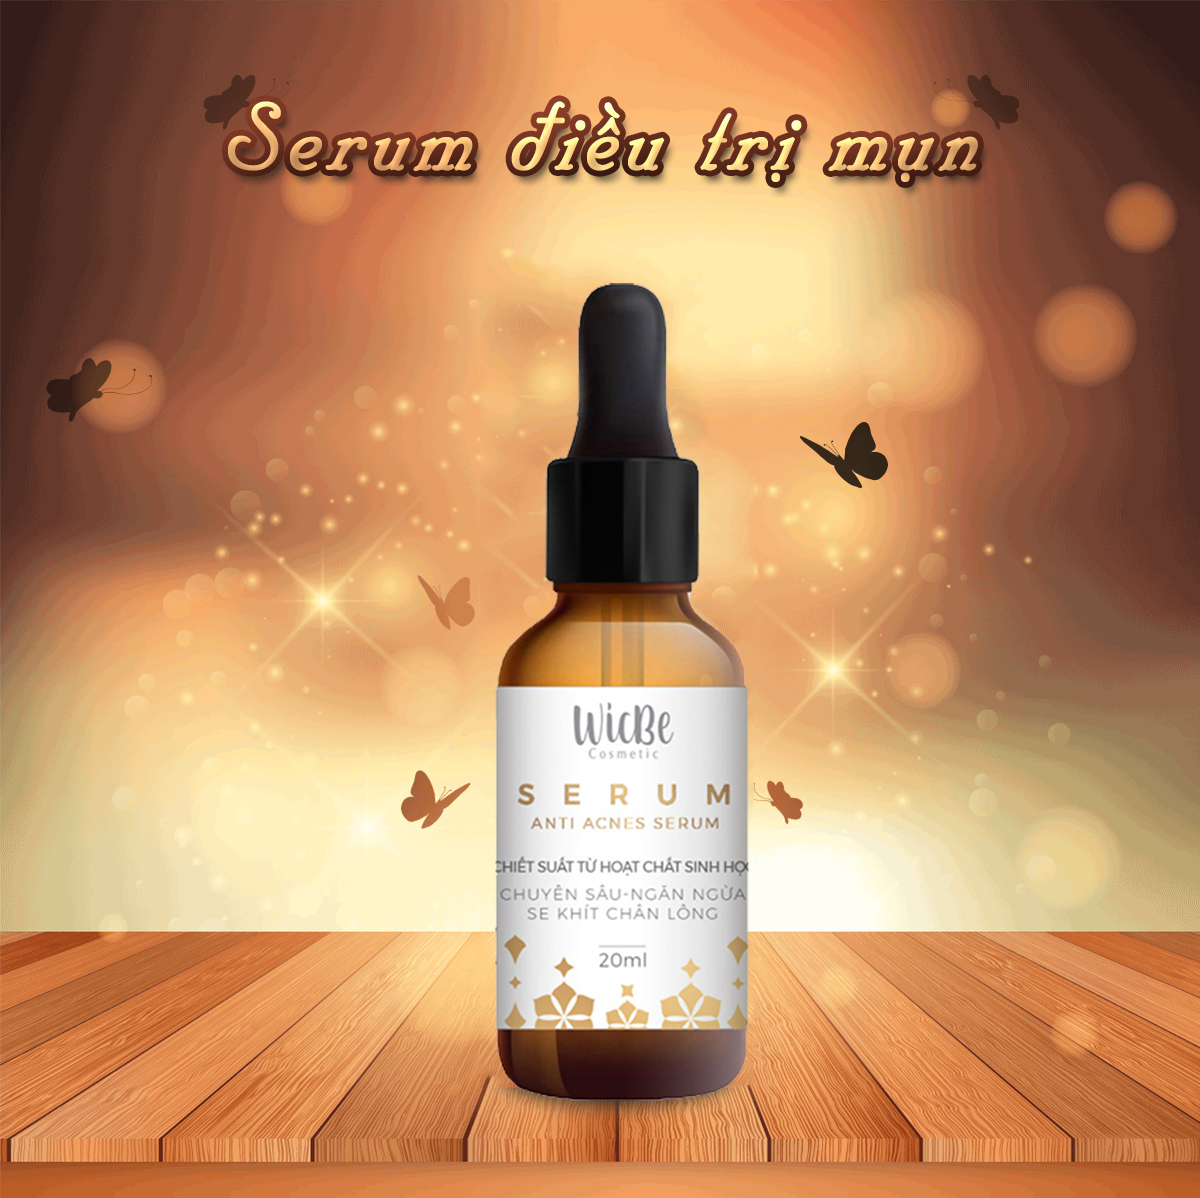 Serum điều trị mụn
WicBe
Cosmetic
SERUM
ANTI ACNES SERUM
CHIẾT SUẤT TỪ HOẠT CHẤT SINH HỌC
CHUYÊN SÂU-NGĂN NGỪA
SE KHÍT CHÂN LÔNG
20ml